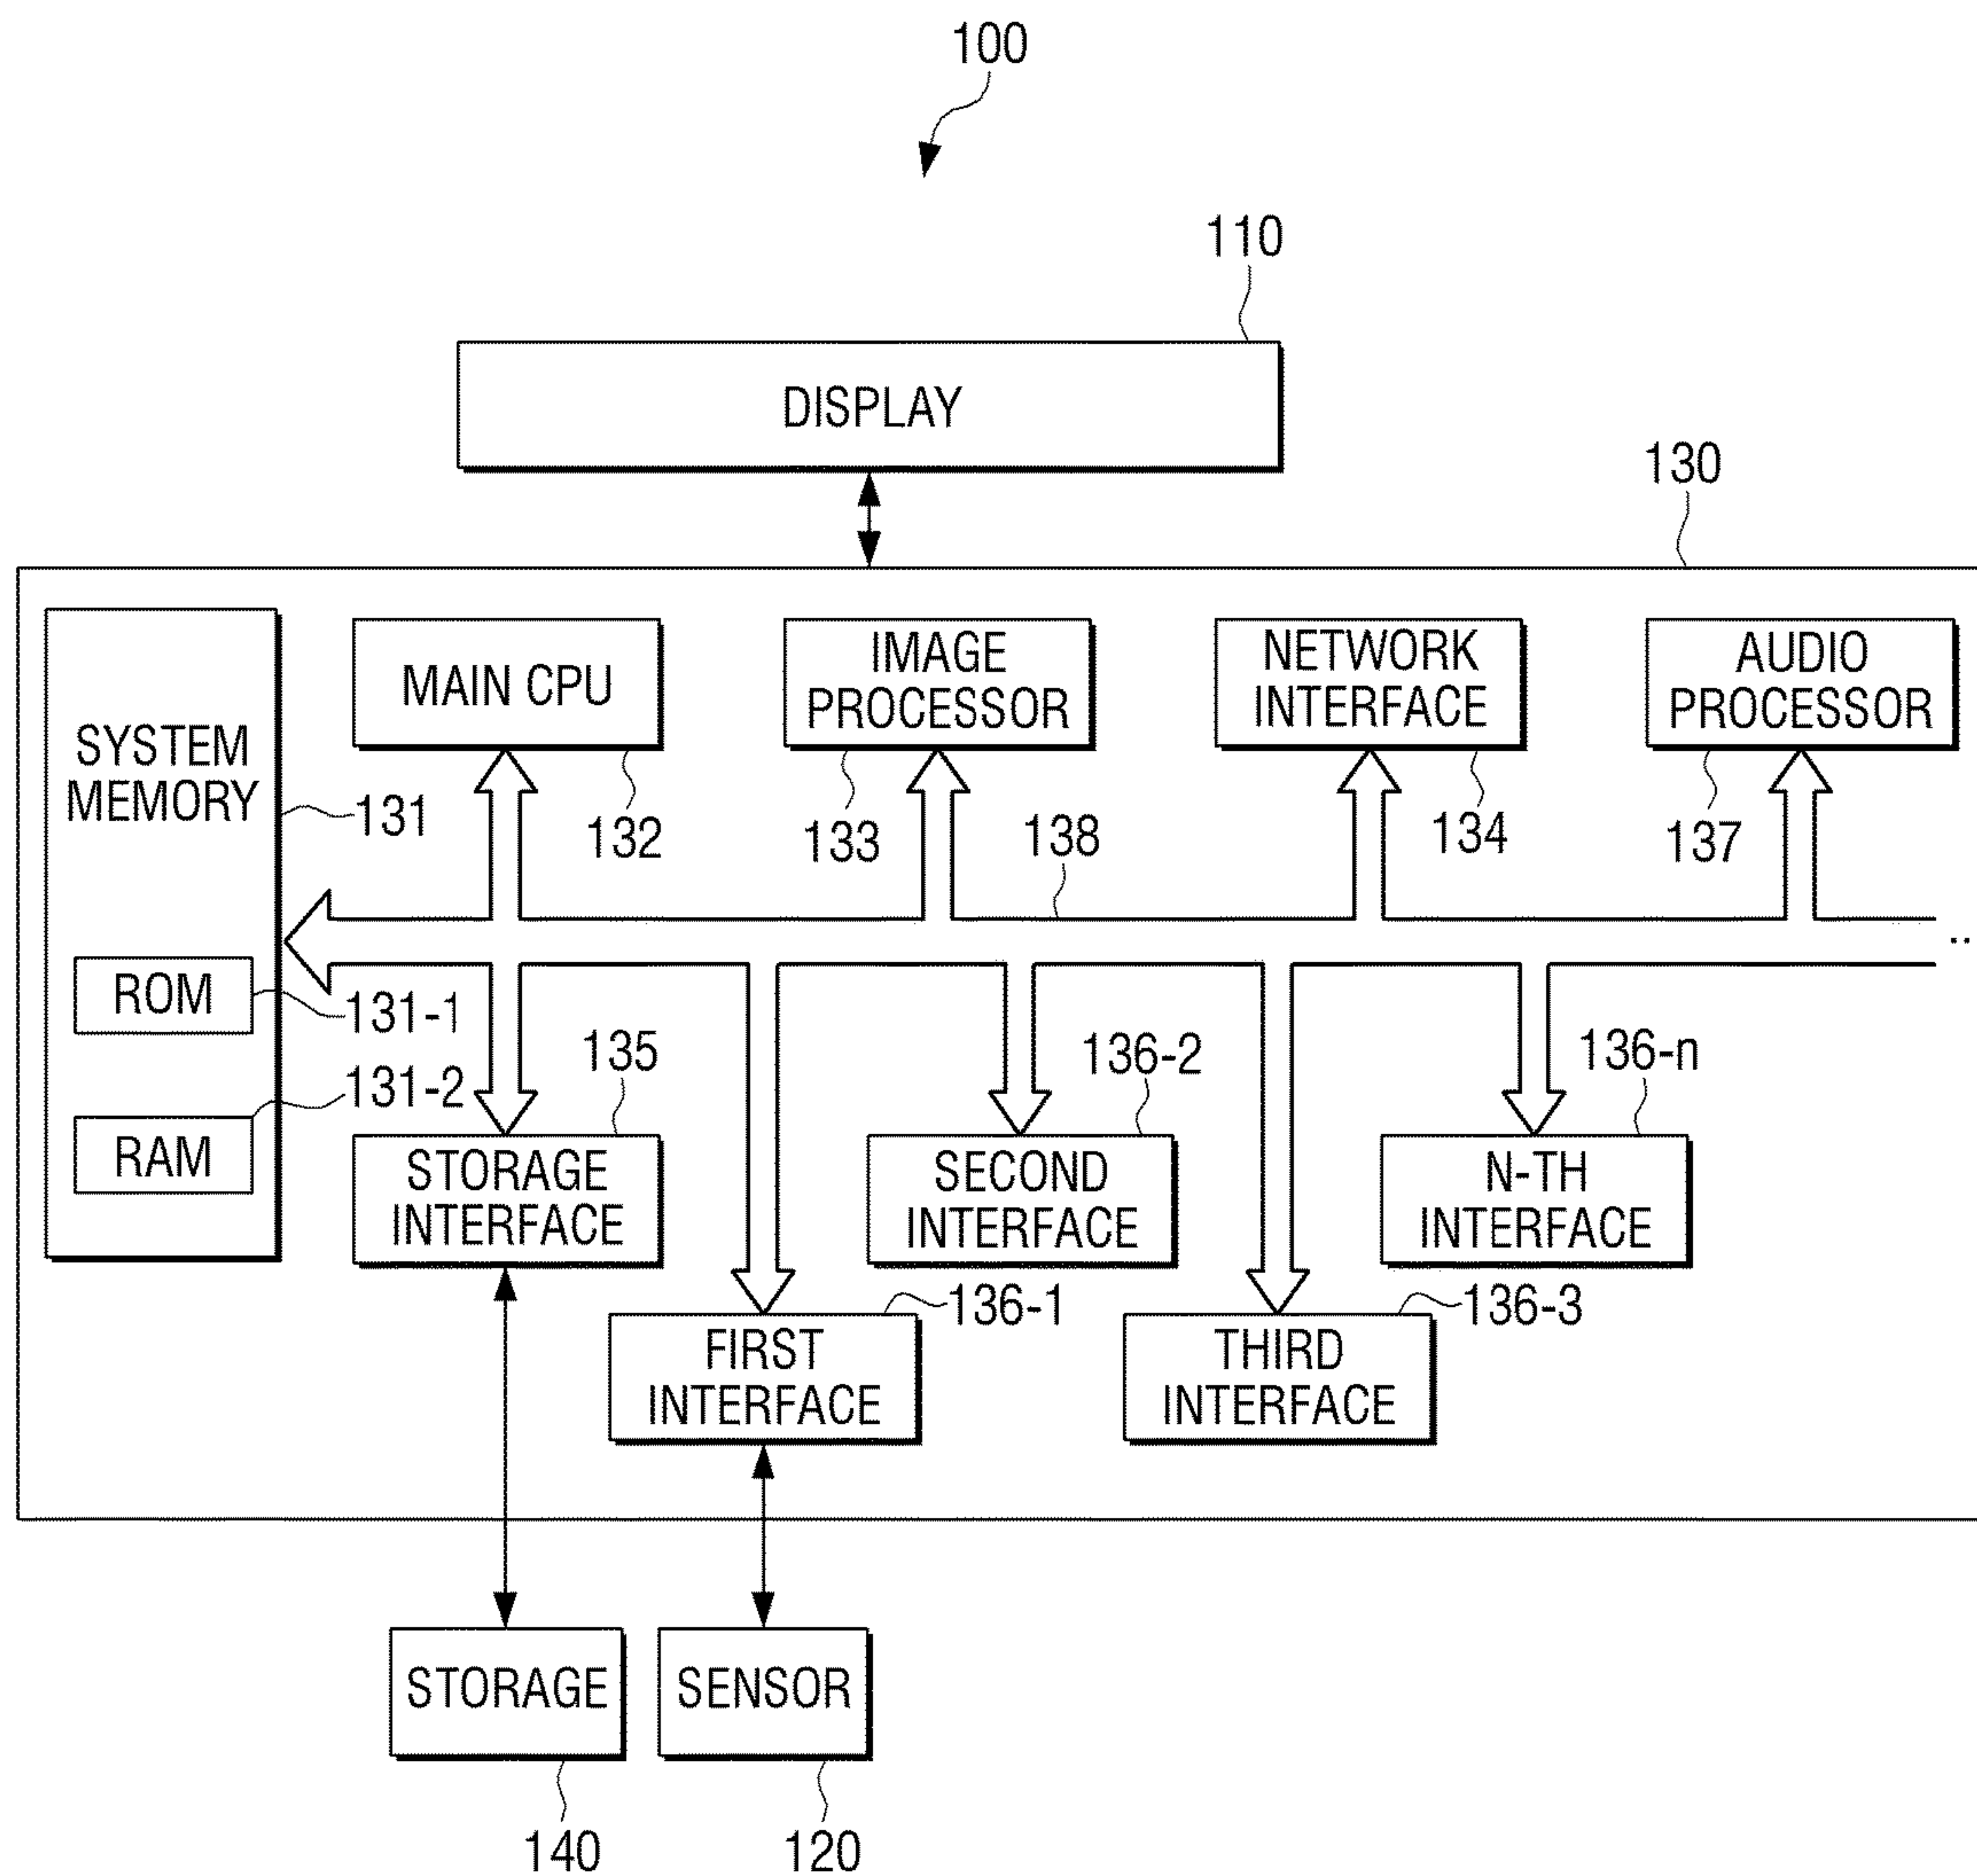 100
110
DISPLAY
130
MAIN CPU
IMAGE
PROCESSOR
NETWORK
INTERFACE
AUDIO
PROCESSOR
SYSTEM
MEMORY
131
132
133
138
134
137
..
ROM
131-1
131-2
RAM
135
136-2
136-n
STORAGE
INTERFACE
SECOND
INTERFACE
N-TH
INTERFACE
136-1
136-3
FIRST
INTERFACE
THIRD
INTERFACE
STORAGE
SENSOR
140
120